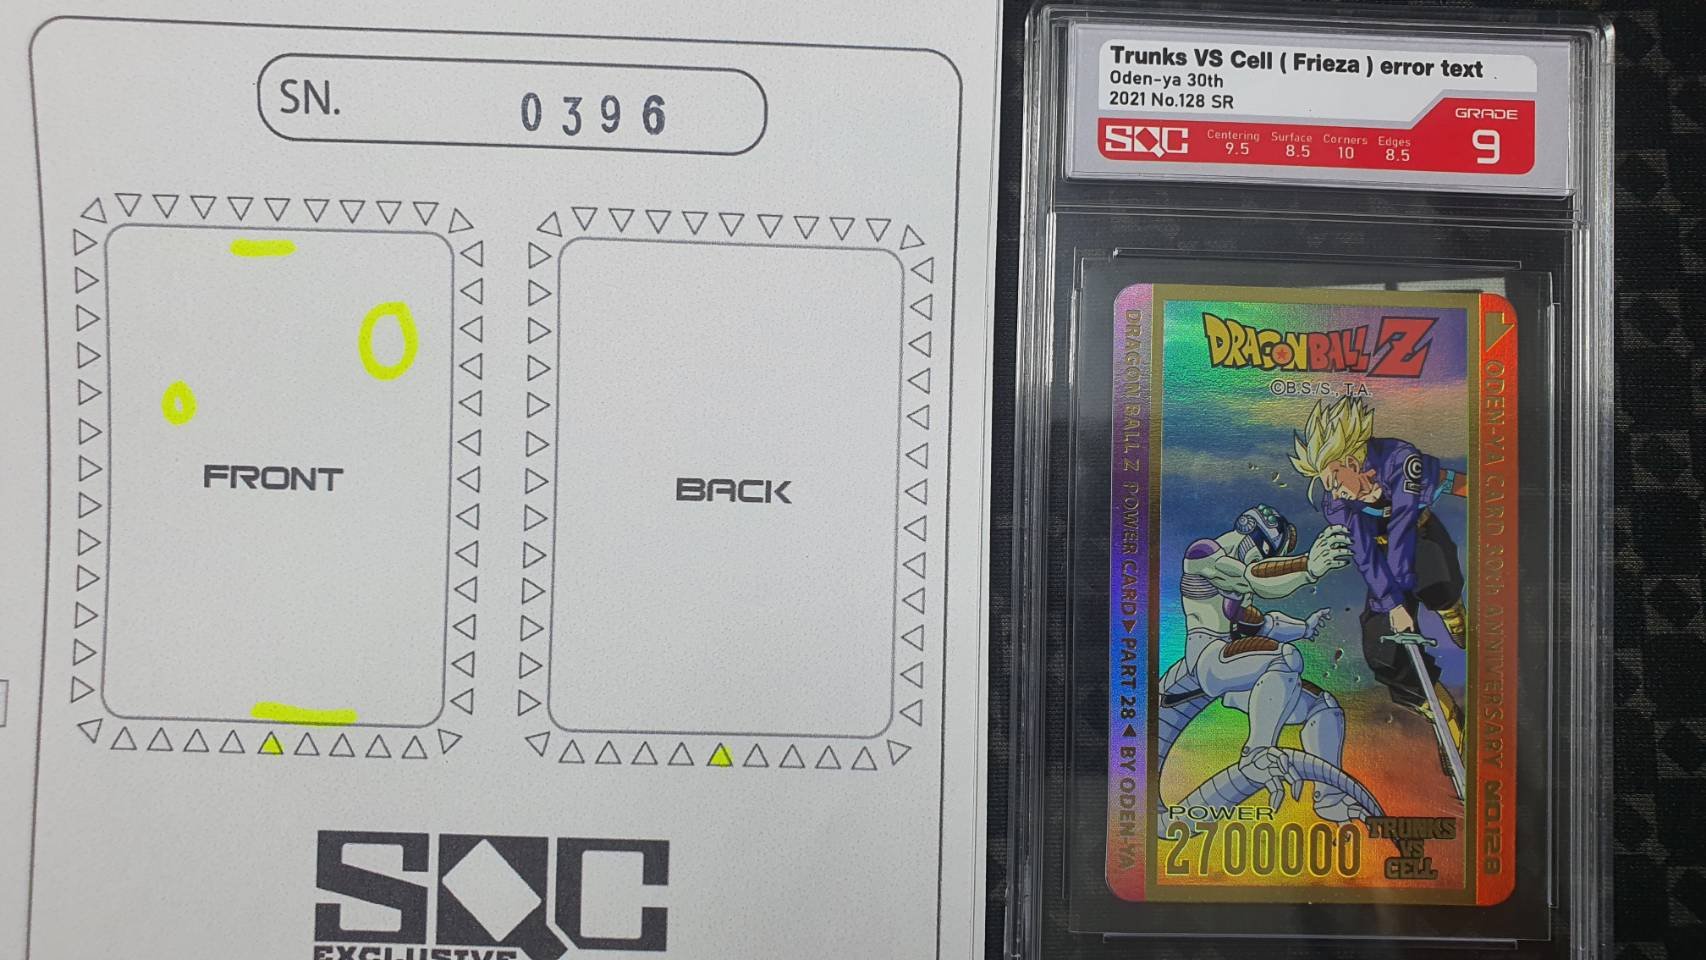 SN. 0396
FRONT
BACK
SQC
EXCLUSIVE
Trunks VS Cell ( Frieza ) error text
Oden-ya 30th
2021 No.128 SR
GRADE
9
SQC
Centering Surface Corners Edges
9.5 8.5 10 8.5
DRAGON BALL Z
©B.S./S., T.A.
DRAGON BALL Z POWER CARD▶PART 28◀BY ODEN-YA
ODEN-YA CARD 30th ANNIVERSARY NO.128
POWER
2700000
TRUNKS
VS
CELL